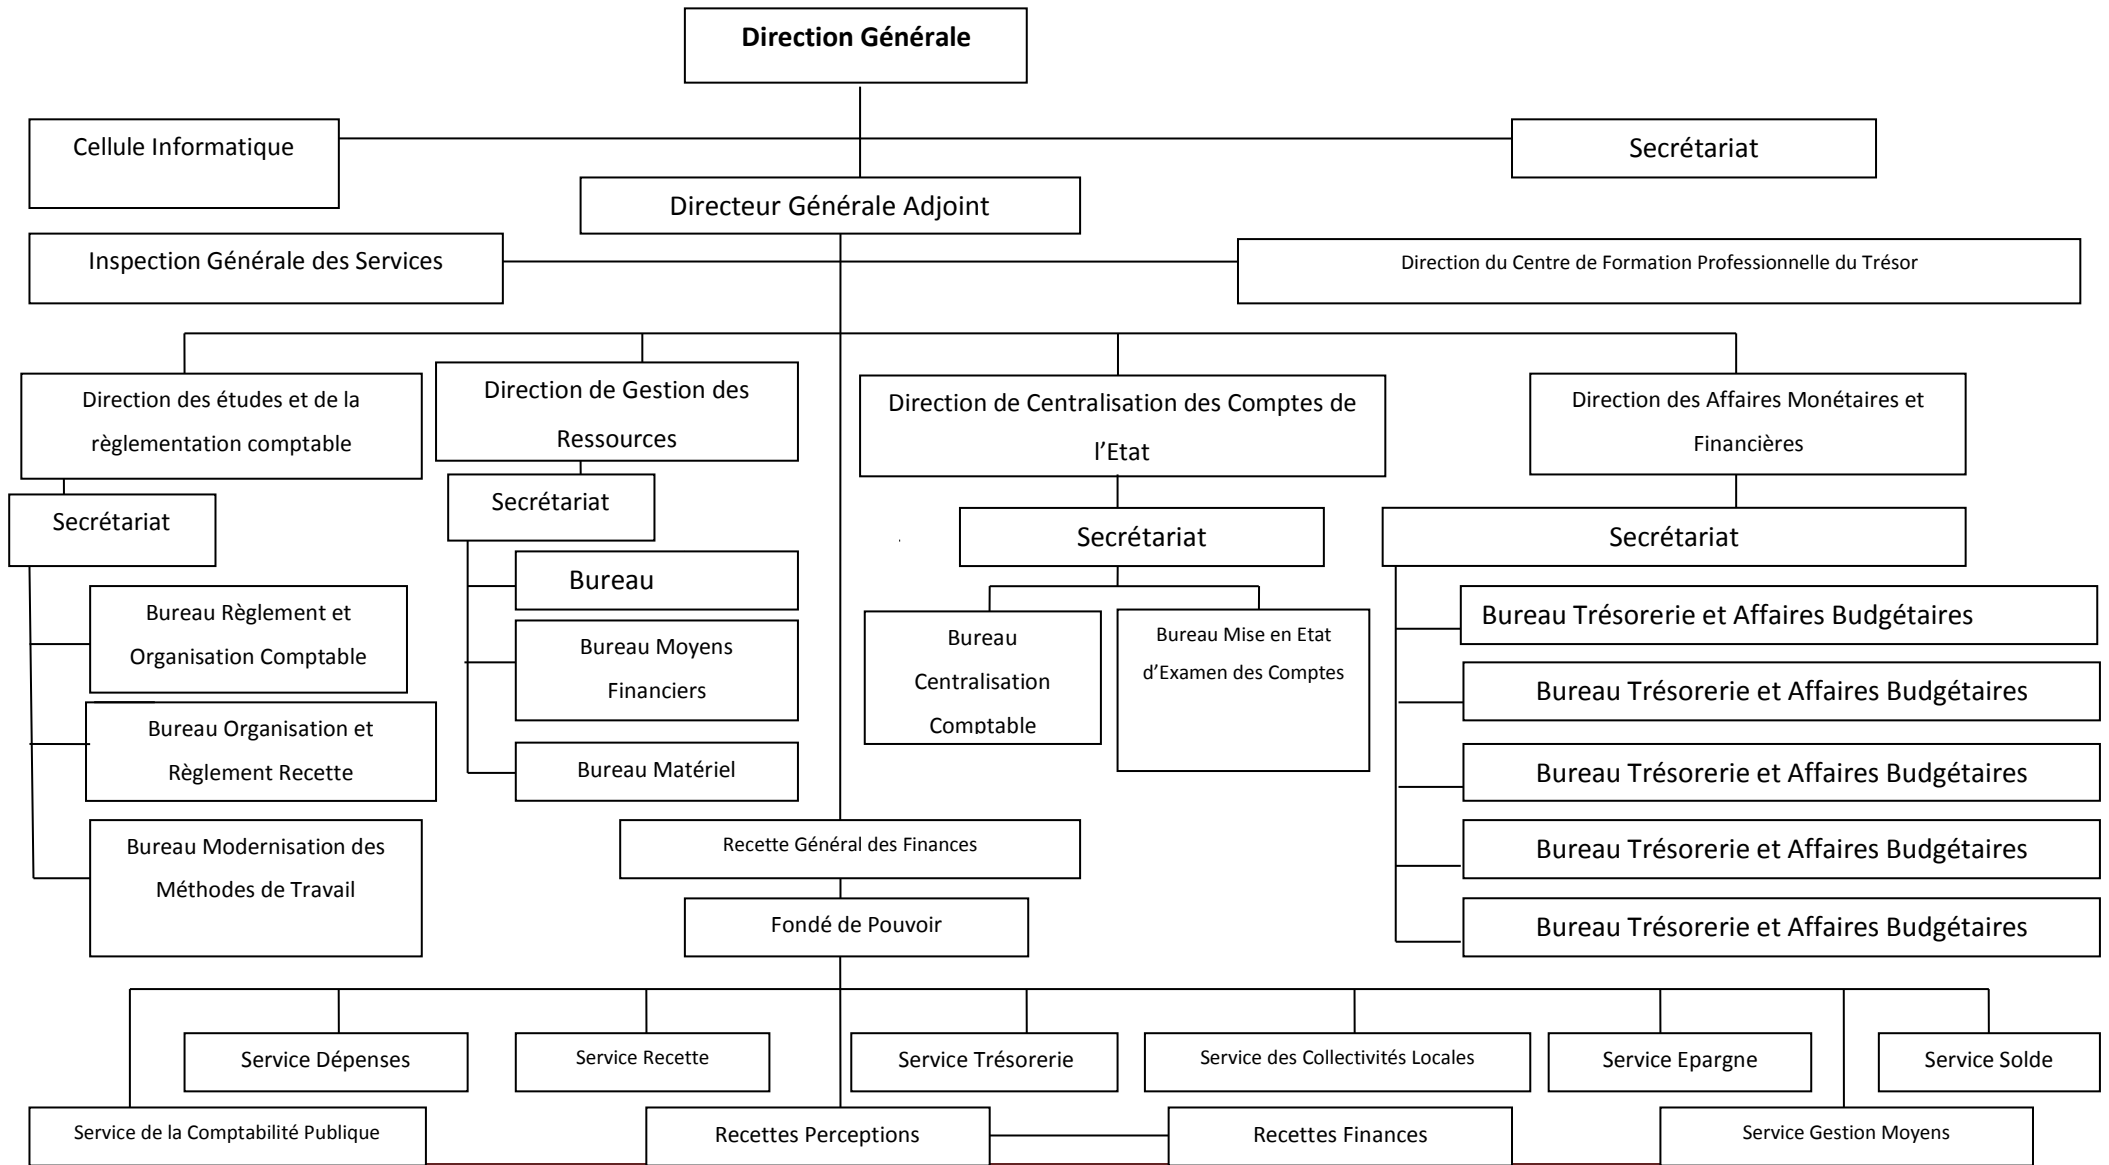 Direction Générale
Cellule Informatique
Secrétariat
Directeur Générale Adjoint
Inspection Générale des Services
Direction du Centre de Formation Professionnelle du Trésor
Direction des études et de la
règlementation comptable
Direction de Gestion des
Ressources
Direction de Centralisation des Comptes de
l’Etat
Direction des Affaires Monétaires et
Financières
Secrétariat
Secrétariat
Secrétariat
Secrétariat
Bureau Règlement et
Organisation Comptable
Bureau Organisation et
Règlement Recette
Bureau Modernisation des
Méthodes de Travail
Bureau
Bureau Moyens
Financiers
Bureau Matériel
Bureau
Centralisation
Comptable
Bureau Mise en Etat
d’Examen des Comptes
Bureau Trésorerie et Affaires Budgétaires
Bureau Trésorerie et Affaires Budgétaires
Bureau Trésorerie et Affaires Budgétaires
Bureau Trésorerie et Affaires Budgétaires
Bureau Trésorerie et Affaires Budgétaires
Recette Général des Finances
Fondé de Pouvoir
Service Dépenses
Service Recette
Service Trésorerie
Service des Collectivités Locales
Service Epargne
Service Solde
Service de la Comptabilité Publique
Recettes Perceptions
Recettes Finances
Service Gestion Moyens